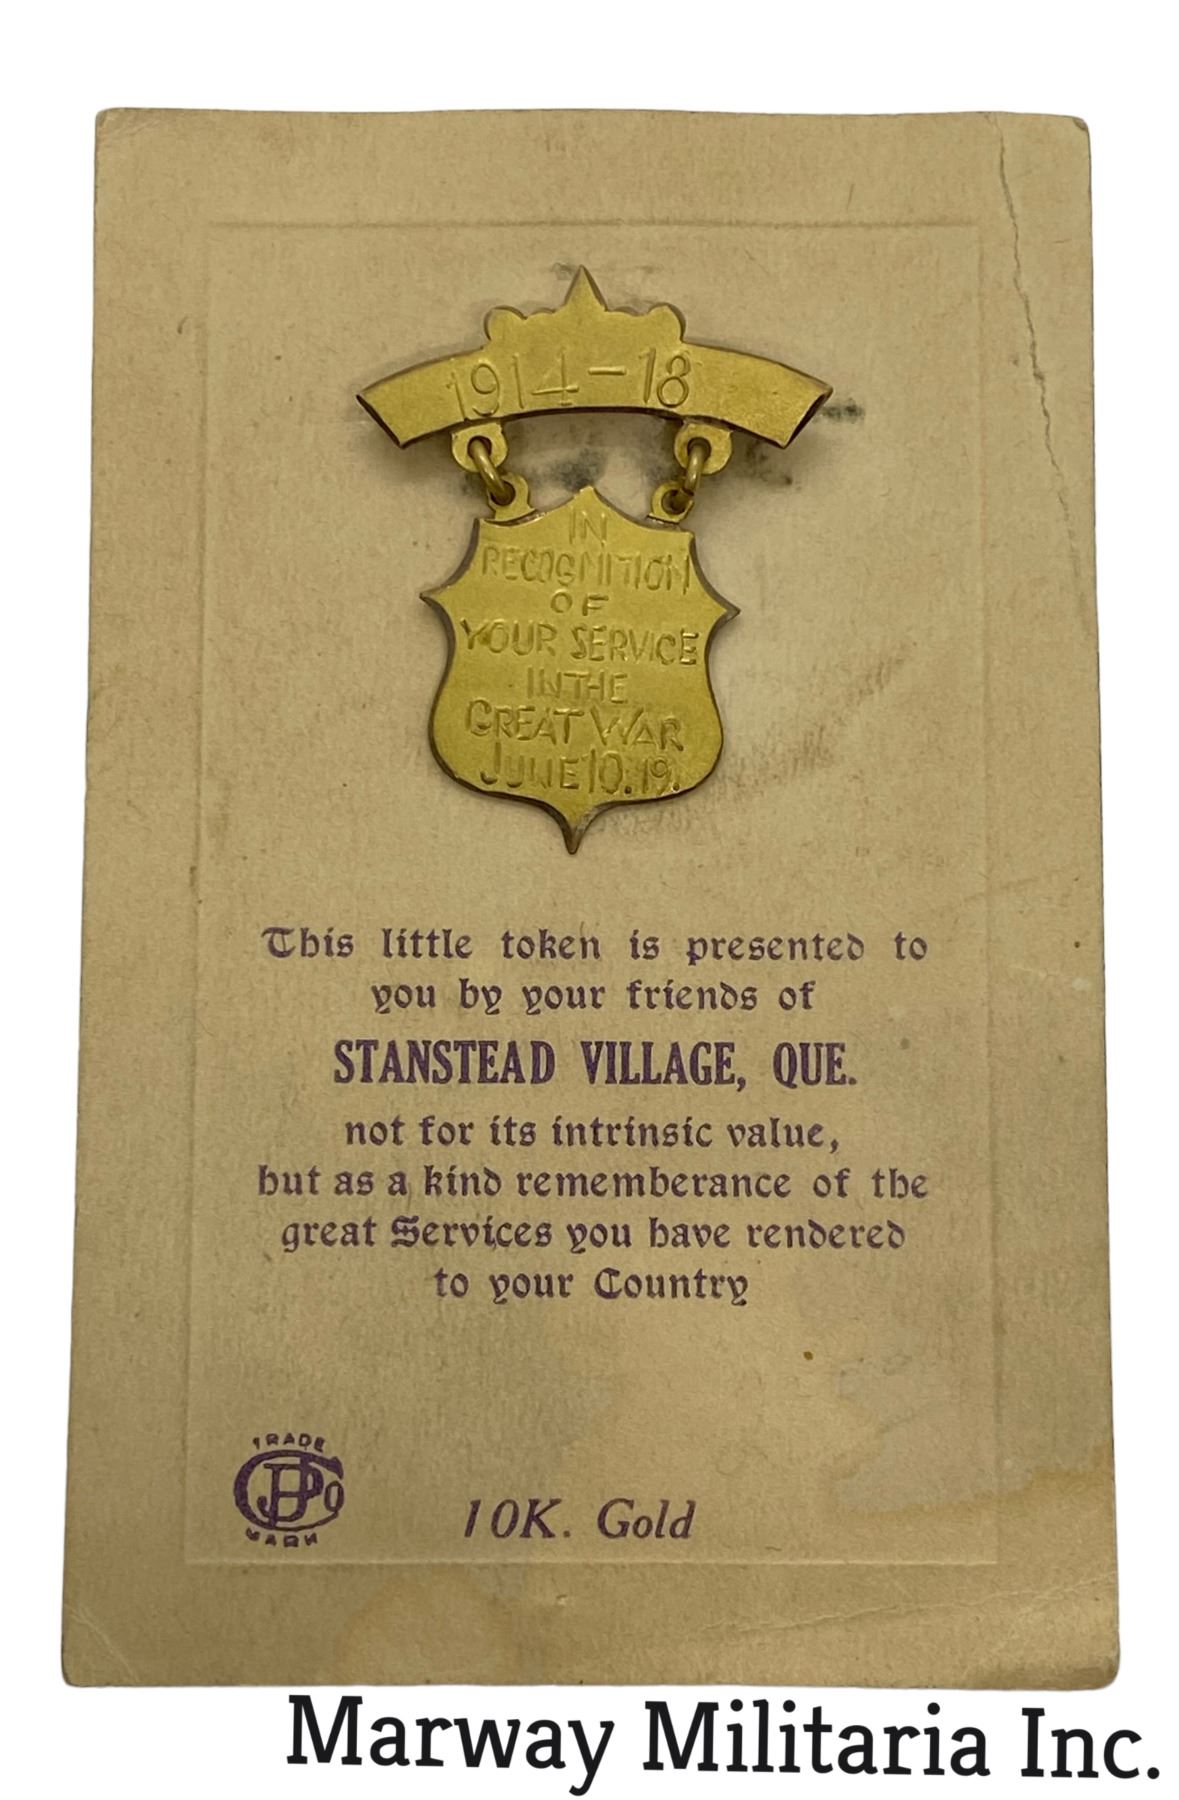 1914-18
IN
RECOGNITION
OF
YOUR SERVICE
IN THE
GREAT WAR
JUNE 10.19.
This little token is presented to
you by your friends of
STANSTEAD VILLAGE, QUE.
not for its intrinsic value,
but as a kind rememberance of the
great Services you have rendered
to your Country
TRADE
MARK
10K. Gold
Marway Militaria Inc.